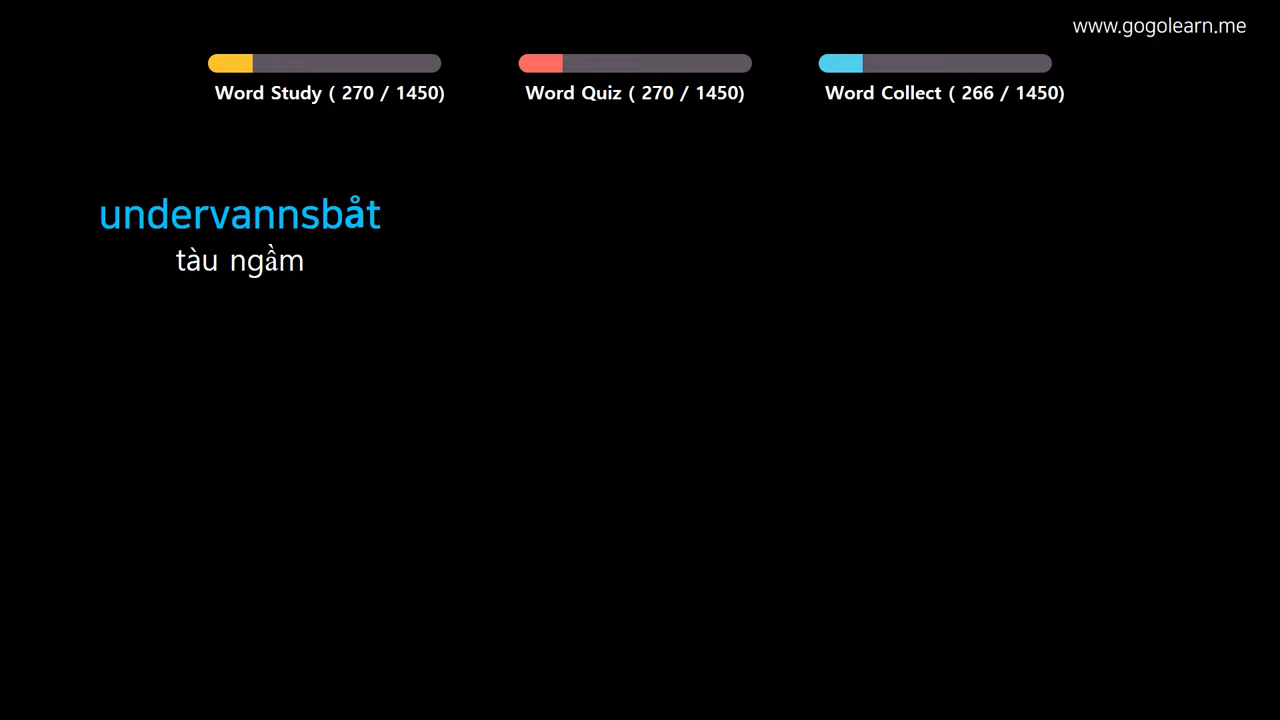 www.gogolearn.me
Word Study ( 270 / 1450)
Word Quiz ( 270 / 1450)
Word Collect ( 266 / 1450)
undervannsbåt
tàu ngầm